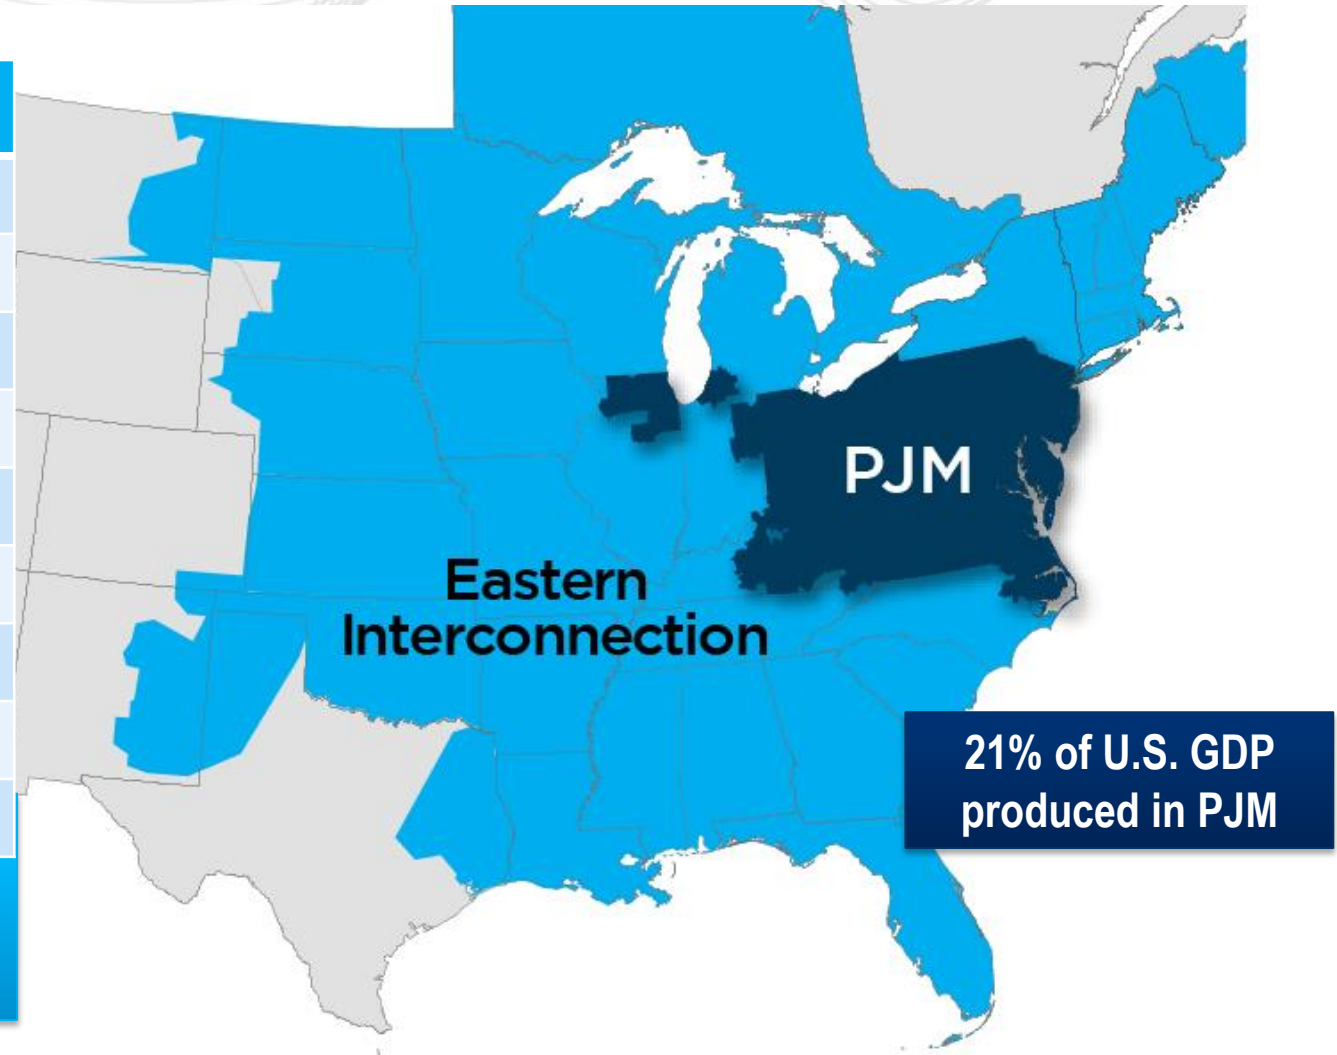 PJM
Eastern
Interconnection
21% of U.S. GDP
produced in PJM